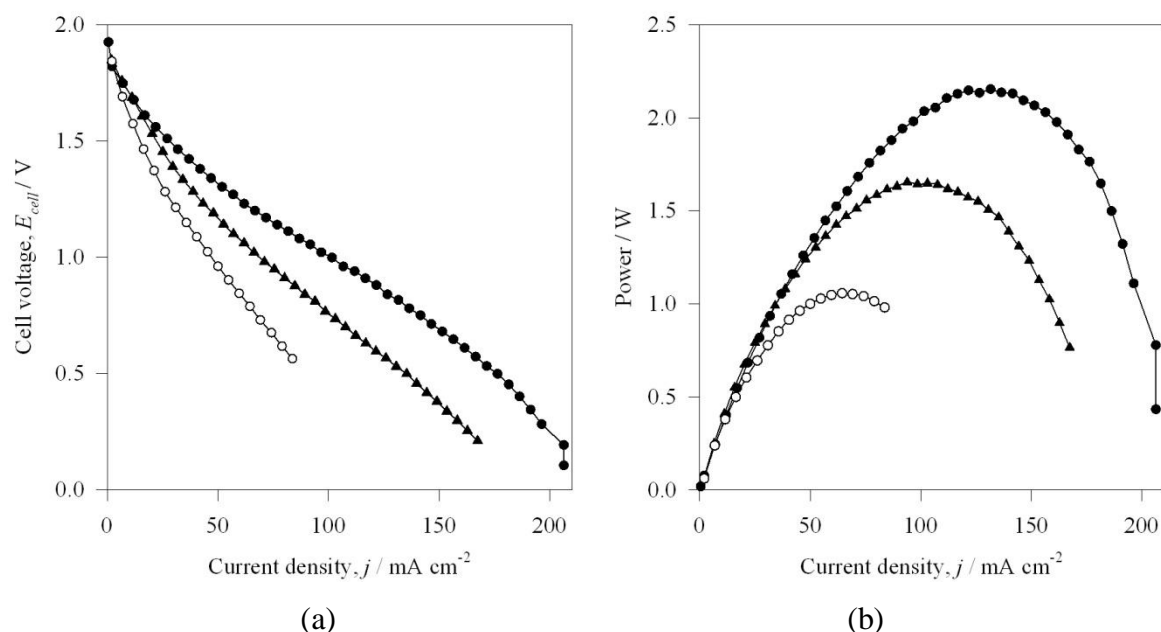 2.0
1.5
1.0
0.5
0.0
Cell voltage, E_cell / V
0 50 100 150 200
Current density, j / mA cm⁻²
(a)
2.5
2.0
1.5
1.0
0.5
0.0
Power / W
0 50 100 150 200
Current density, j / mA cm⁻²
(b)